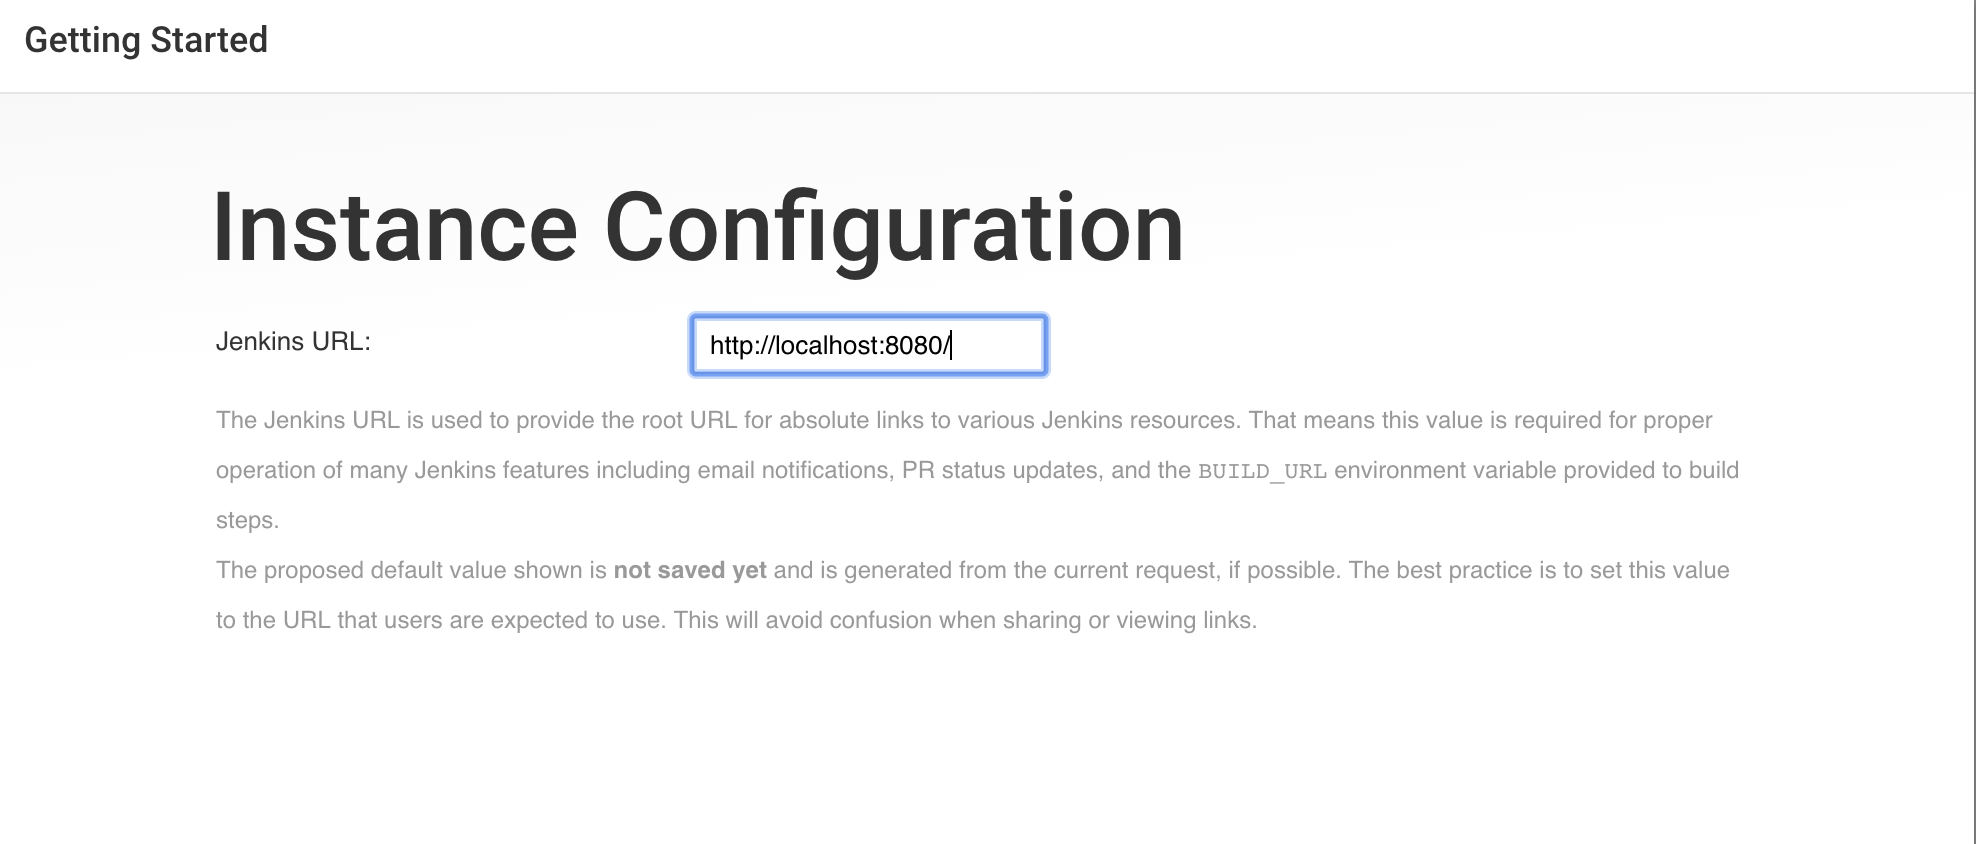 Getting Started
Instance Configuration
Jenkins URL:
http://localhost:8080/
The Jenkins URL is used to provide the root URL for absolute links to various Jenkins resources. That means this value is required for proper
operation of many Jenkins features including email notifications, PR status updates, and the BUILD_URL environment variable provided to build
steps.
The proposed default value shown is not saved yet and is generated from the current request, if possible. The best practice is to set this value
to the URL that users are expected to use. This will avoid confusion when sharing or viewing links.